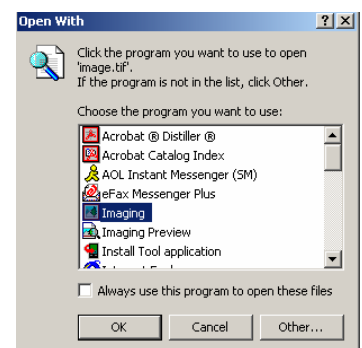 Open With
Click the program you want to use to open
'image.tif'.
If the program is not in the list, click Other.
Choose the program you want to use:
Acrobat ® Distiller ®
Acrobat Catalog Index
AOL Instant Messenger (SM)
eFax Messenger Plus
Imaging
Imaging Preview
Install Tool application
Always use this program to open these files
OK
Cancel
Other...